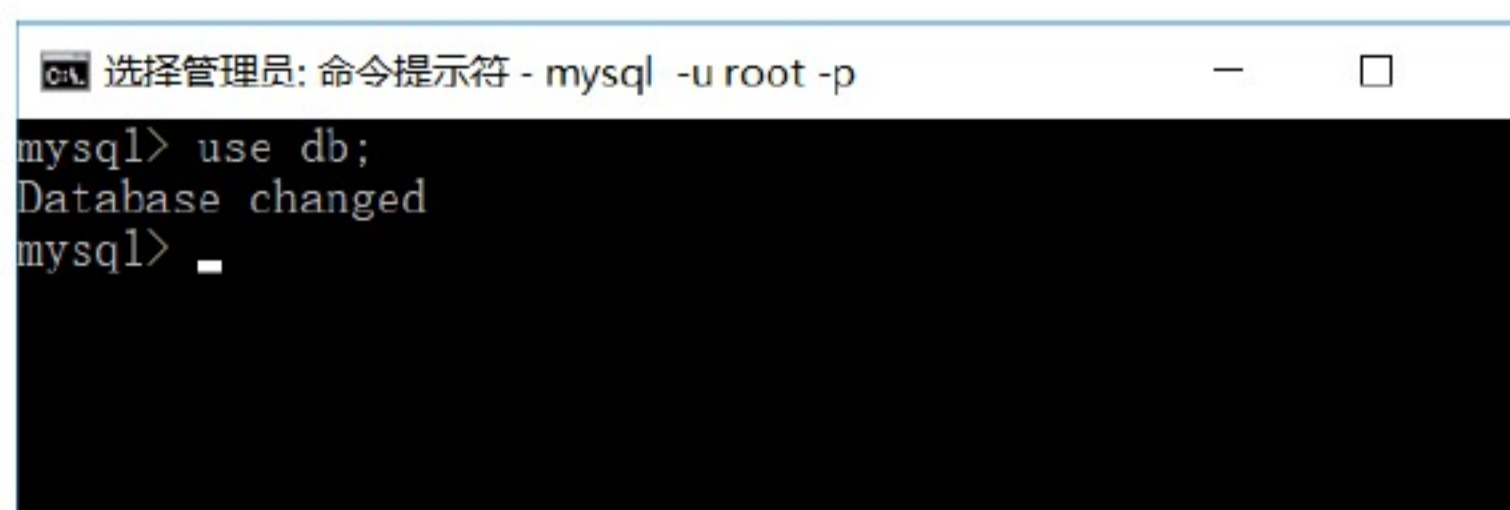 选择管理员: 命令提示符 - mysql  -u root -p
mysql> use db;
Database changed
mysql>